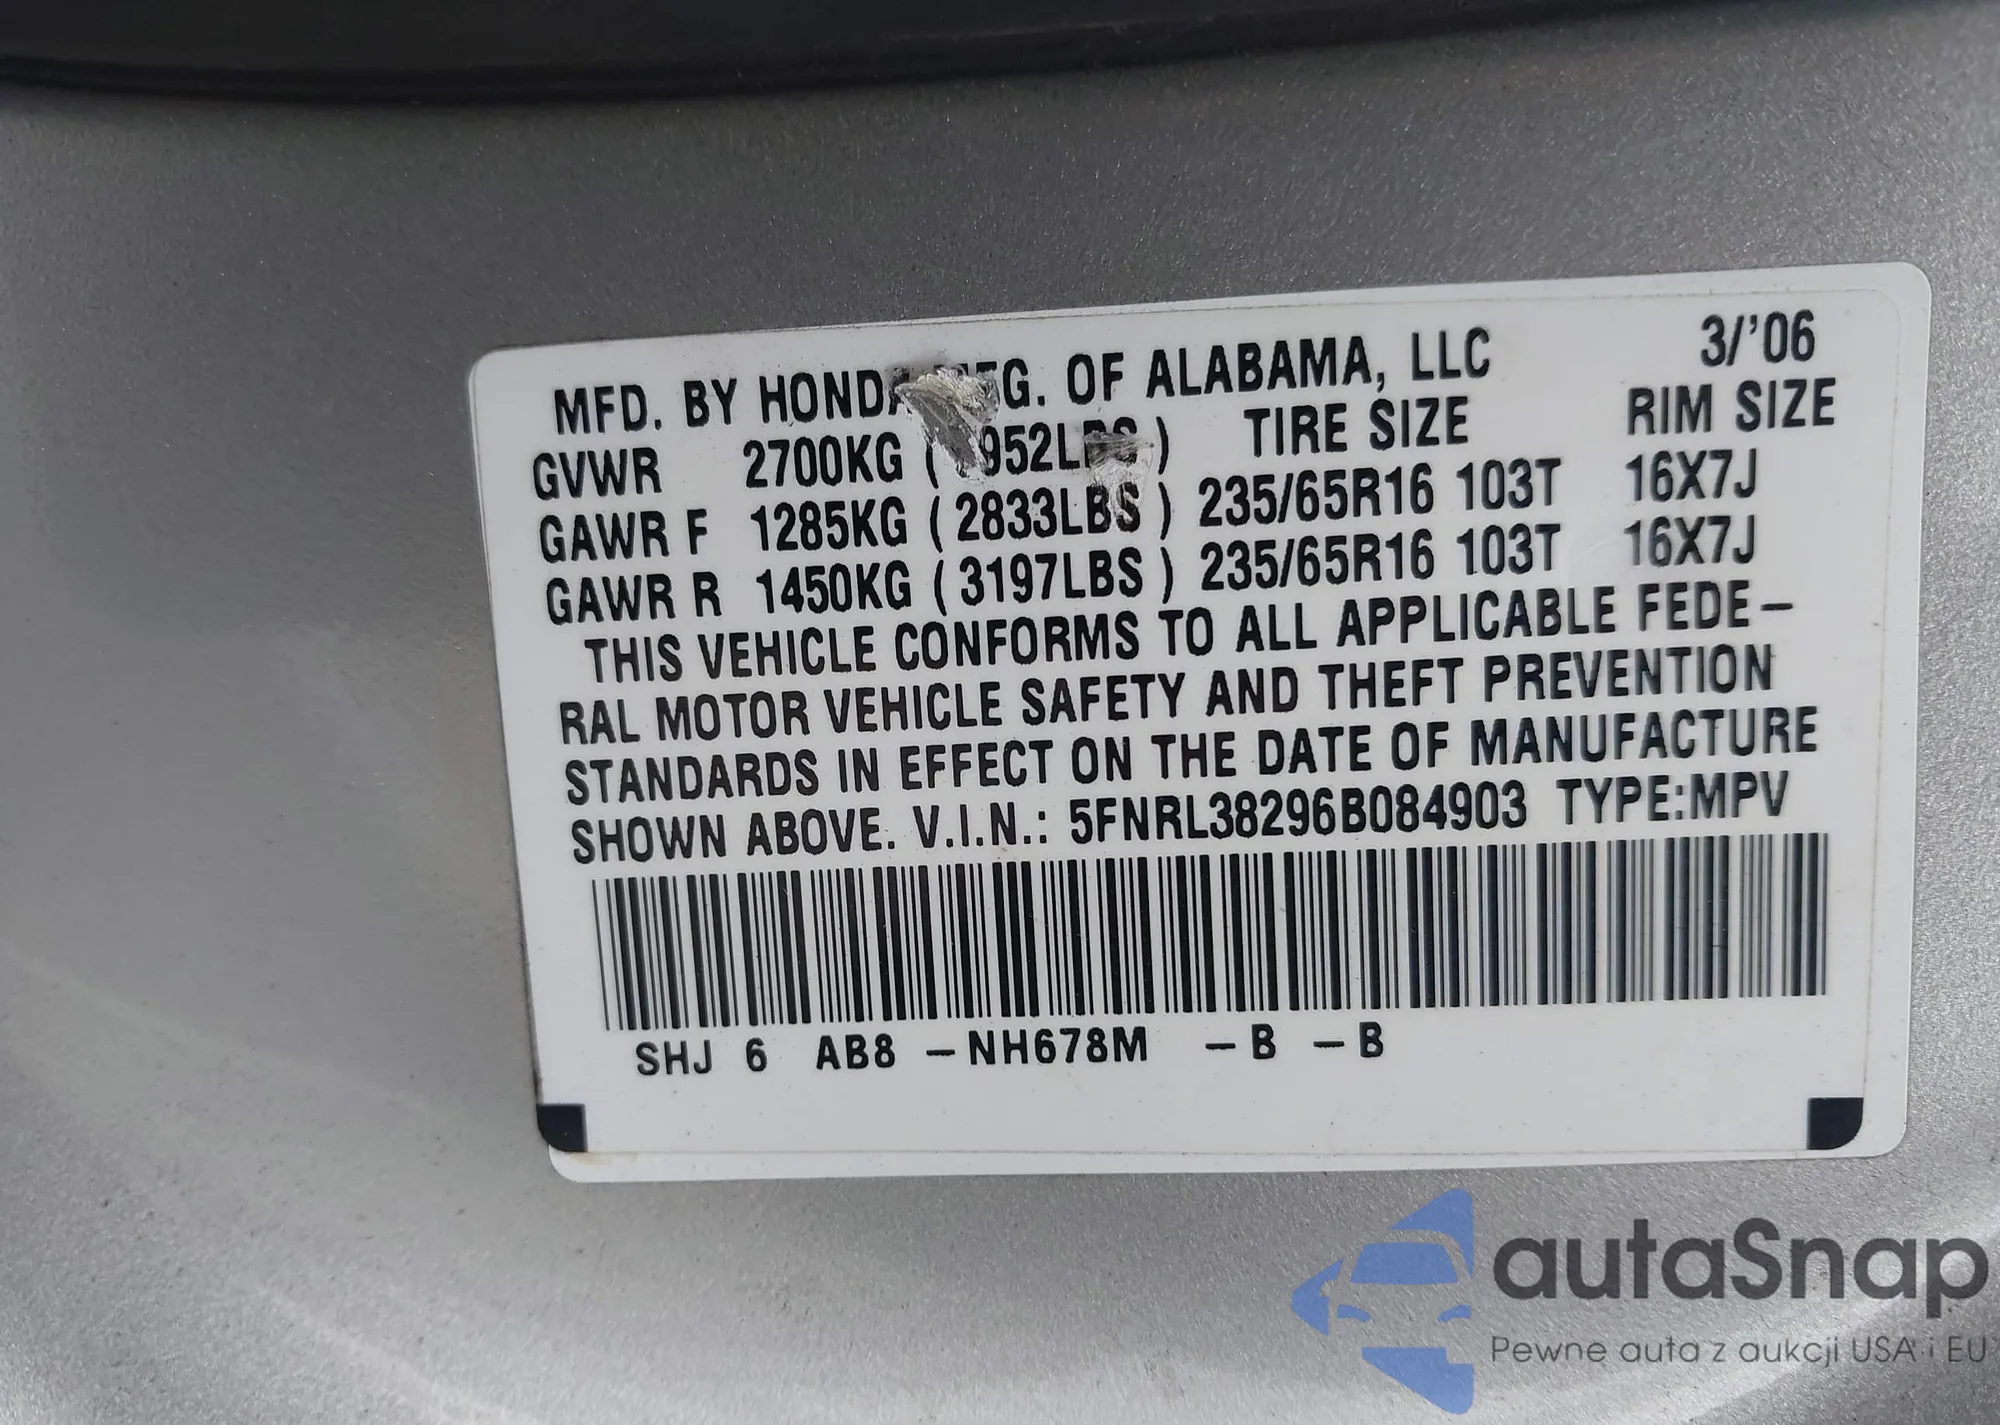 3/'06
MFD. BY HONDA MFG. OF ALABAMA, LLC
GVWR 2700KG ( 952LBS ) TIRE SIZE RIM SIZE
GAWR F 1285KG ( 2833LBS ) 235/65R16 103T 16X7J
GAWR R 1450KG ( 3197LBS ) 235/65R16 103T 16X7J
THIS VEHICLE CONFORMS TO ALL APPLICABLE FEDE–
RAL MOTOR VEHICLE SAFETY AND THEFT PREVENTION
STANDARDS IN EFFECT ON THE DATE OF MANUFACTURE
SHOWN ABOVE. V.I.N.: 5FNRL38296B084903 TYPE:MPV
SHJ 6 AB8 –NH678M –B –B
autaSnap
Pewne auta z aukcji USA i EU